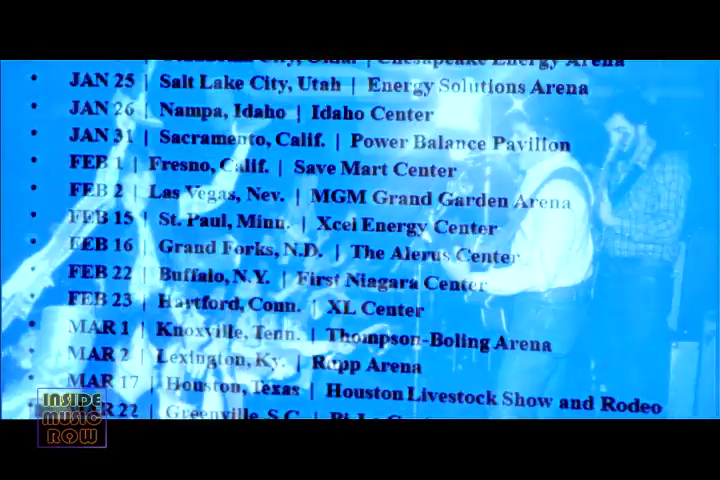 Chesapeake Energy Arena
• JAN 25 | Salt Lake City, Utah | Energy Solutions Arena
• JAN 26 | Nampa, Idaho | Idaho Center
• JAN 31 | Sacramento, Calif. | Power Balance Pavilion
• FEB 1 | Fresno, Calif. | Save Mart Center
• FEB 2 | Las Vegas, Nev. | MGM Grand Garden Arena
• FEB 15 | St. Paul, Minn. | Xcel Energy Center
• FEB 16 | Grand Forks, N.D. | The Alerus Center
• FEB 22 | Buffalo, N.Y. | First Niagara Center
• FEB 23 | Hartford, Conn. | XL Center
• MAR 1 | Knoxville, Tenn. | Thompson-Boling Arena
• MAR 2 | Lexington, Ky. | Rupp Arena
• MAR 17 | Houston, Texas | Houston Livestock Show and Rodeo
MAR 22 | Greenville, S.C. |
INSIDE
MUSIC
ROW